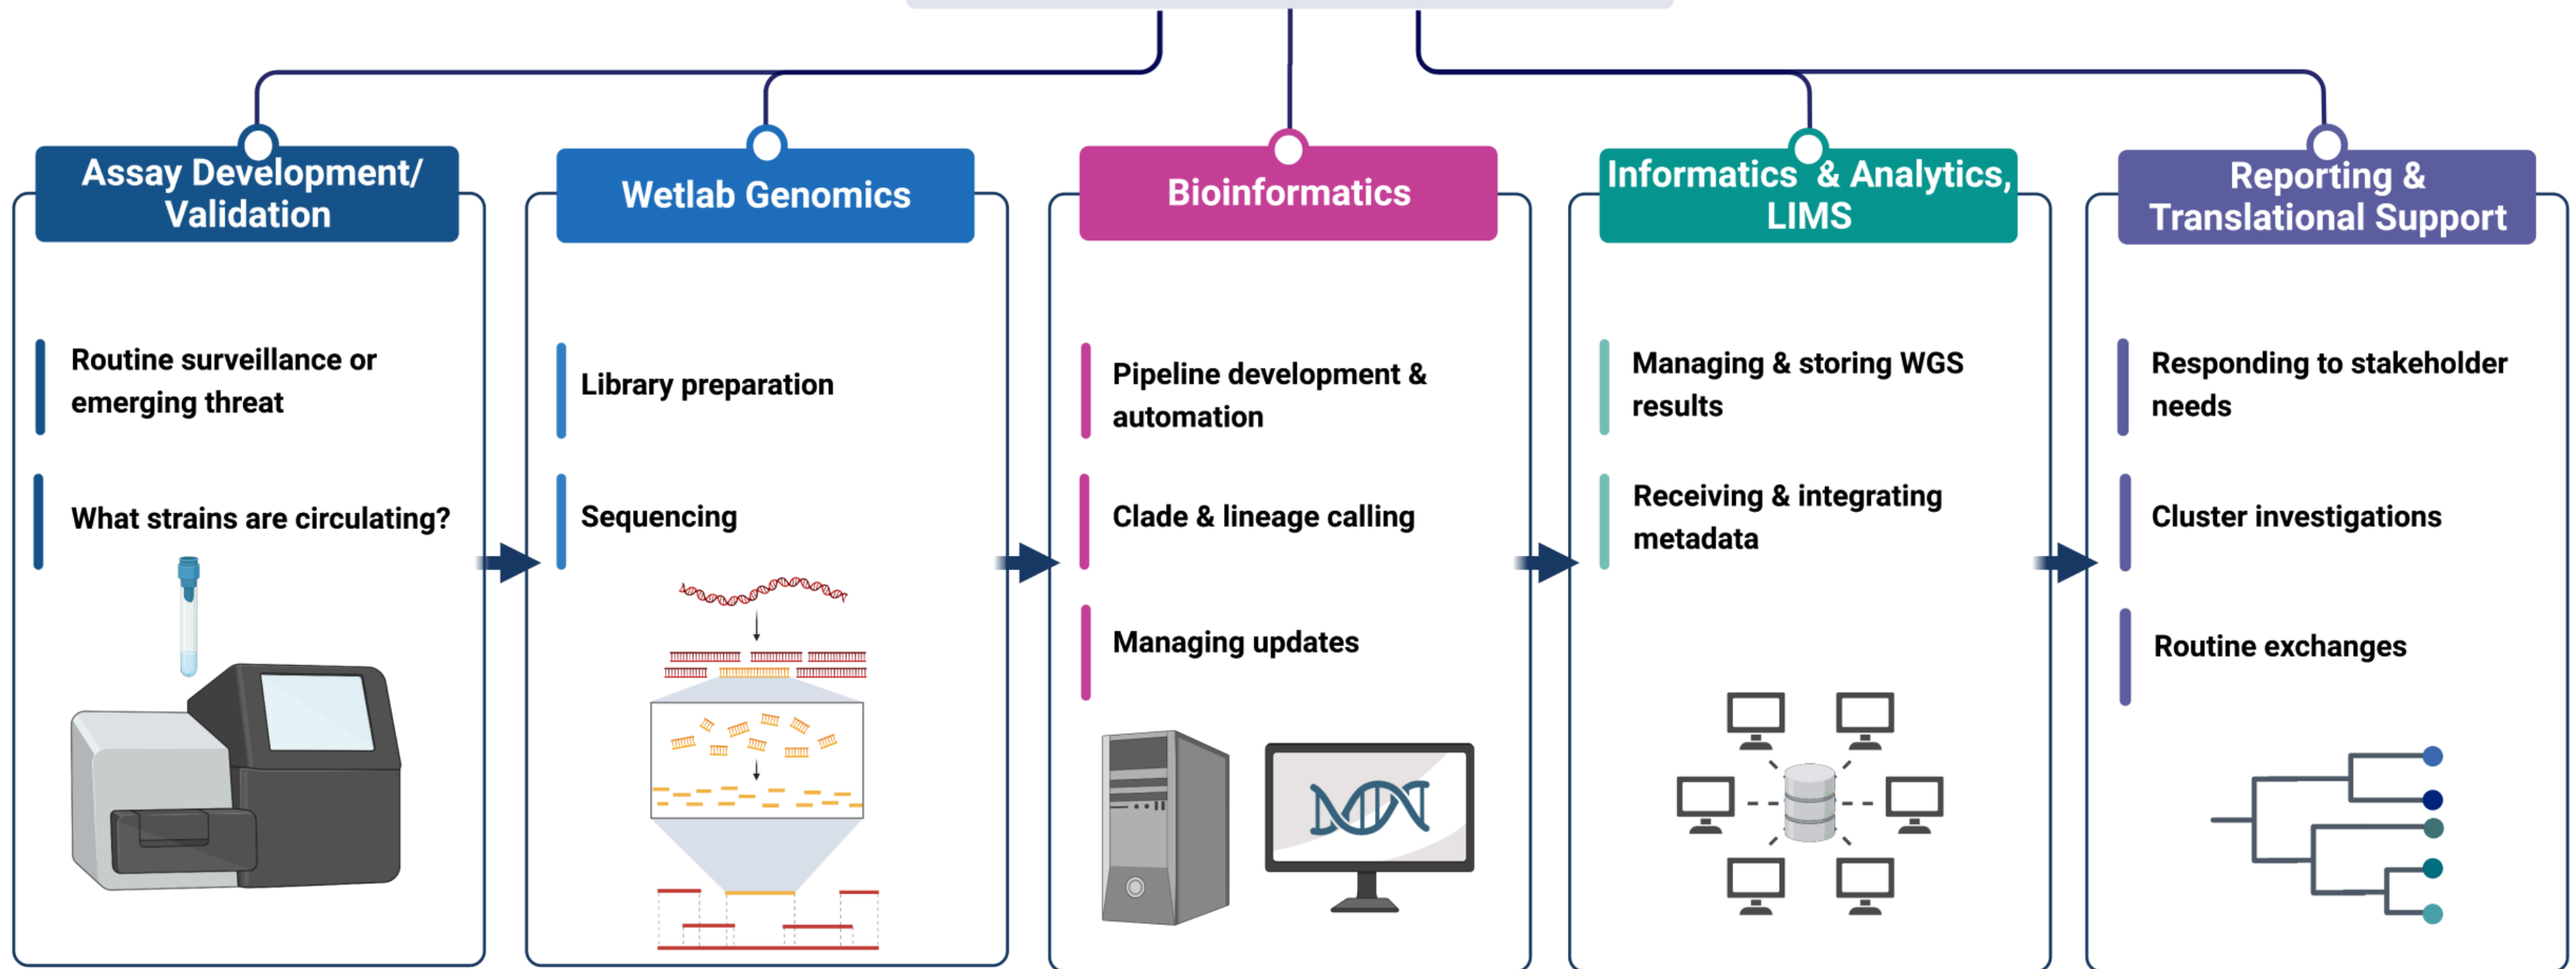 Assay Development/
Validation
Routine surveillance or
emerging threat
What strains are circulating?
Wetlab Genomics
Library preparation
Sequencing
Bioinformatics
Pipeline development &
automation
Clade & lineage calling
Managing updates
Informatics & Analytics,
LIMS
Managing & storing WGS
results
Receiving & integrating
metadata
Reporting &
Translational Support
Responding to stakeholder
needs
Cluster investigations
Routine exchanges